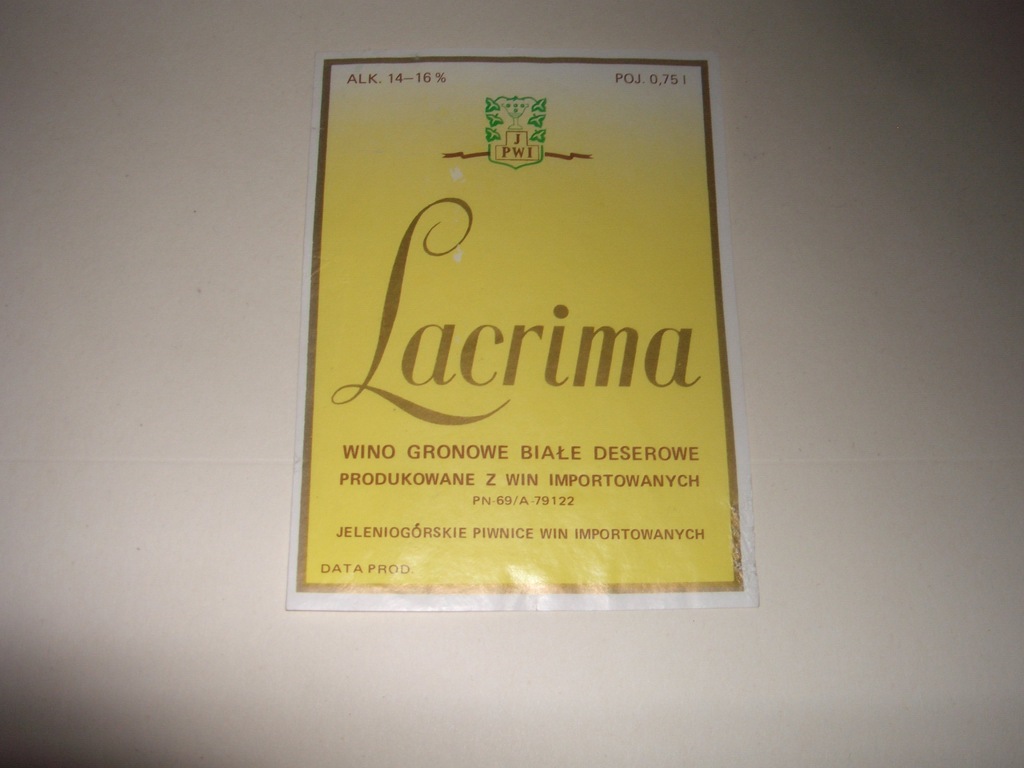 ALK. 14–16 %
POJ. 0,75 l
J
PWI
Lacrima
WINO GRONOWE BIAŁE DESEROWE
PRODUKOWANE Z WIN IMPORTOWANYCH
PN-69/A-79122
JELENIOGÓRSKIE PIWNICE WIN IMPORTOWANYCH
DATA PROD.